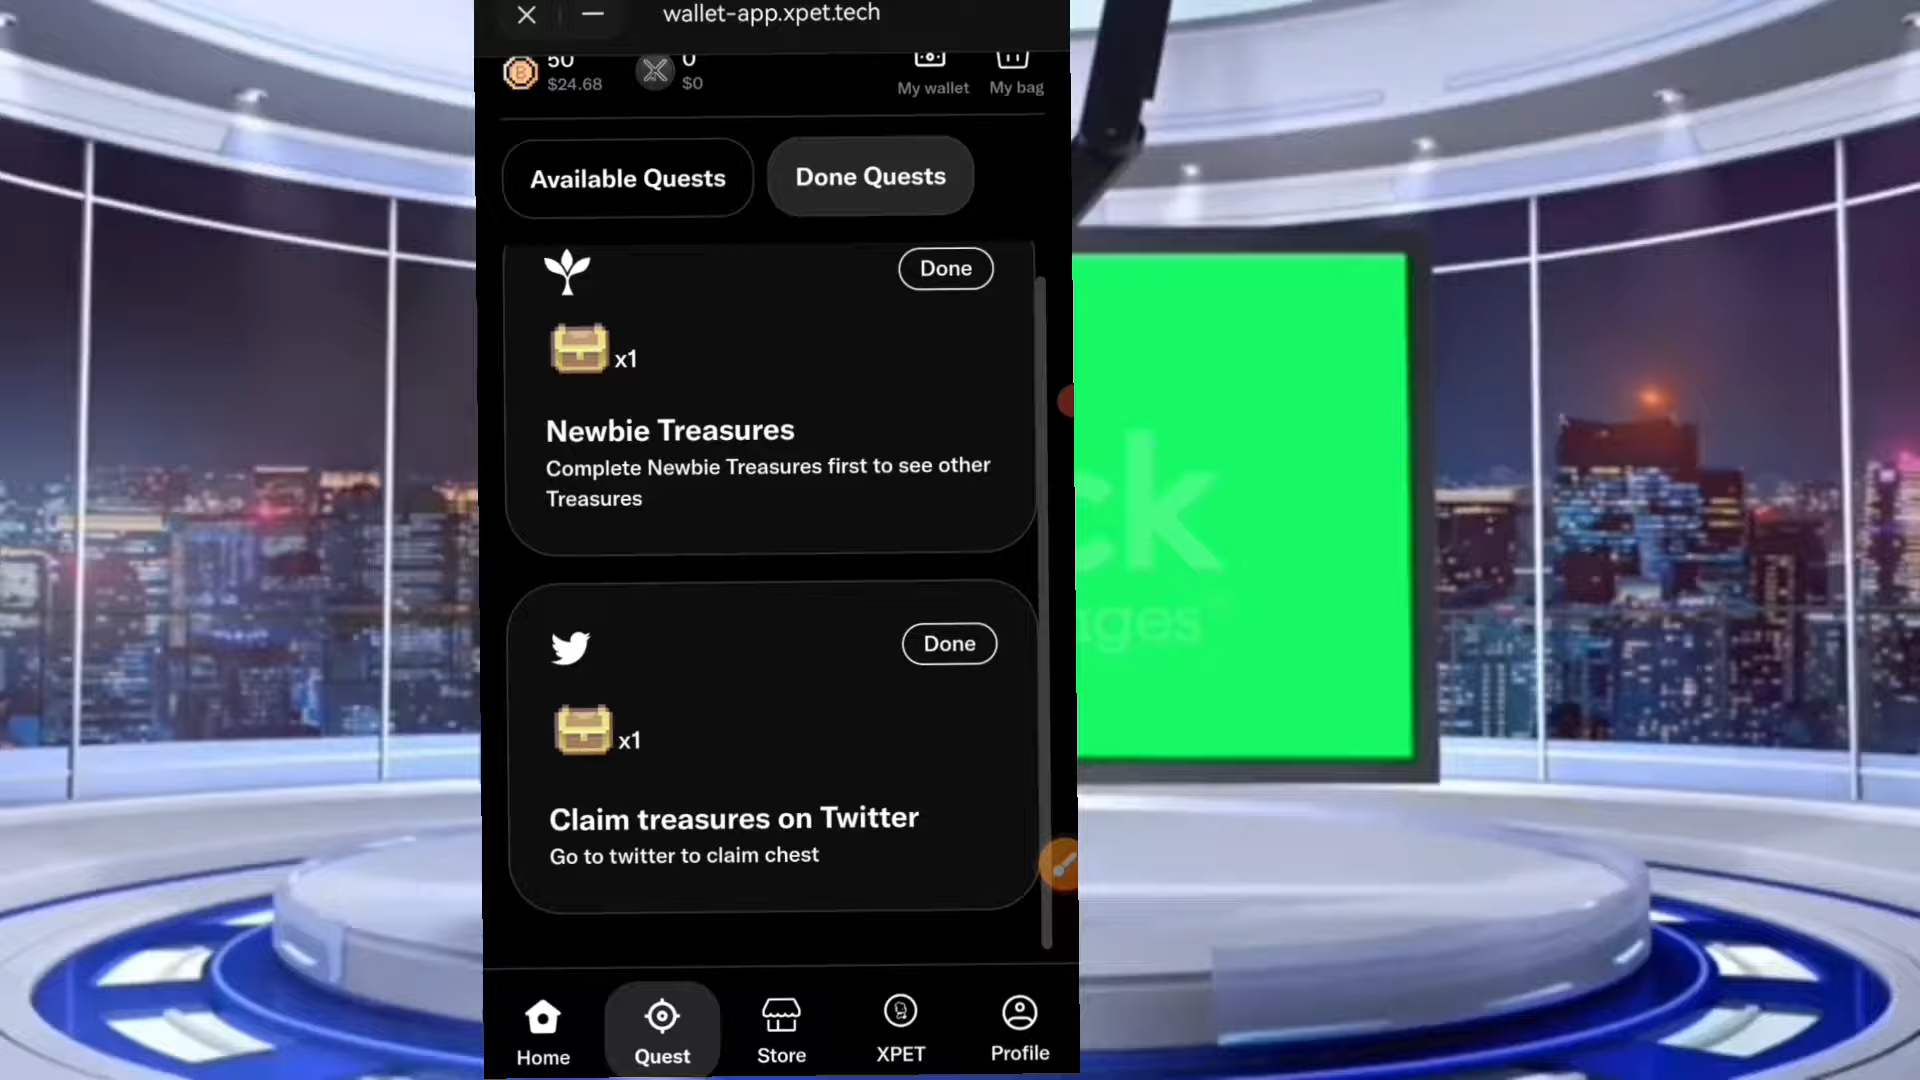 wallet-app.xpet.tech
50
0
$24.68
$0
My wallet
My bag
Available Quests
Done Quests
Done
x1
Newbie Treasures
Complete Newbie Treasures first to see other
Treasures
Done
x1
Claim treasures on Twitter
Go to twitter to claim chest
Home
Quest
Store
XPET
Profile